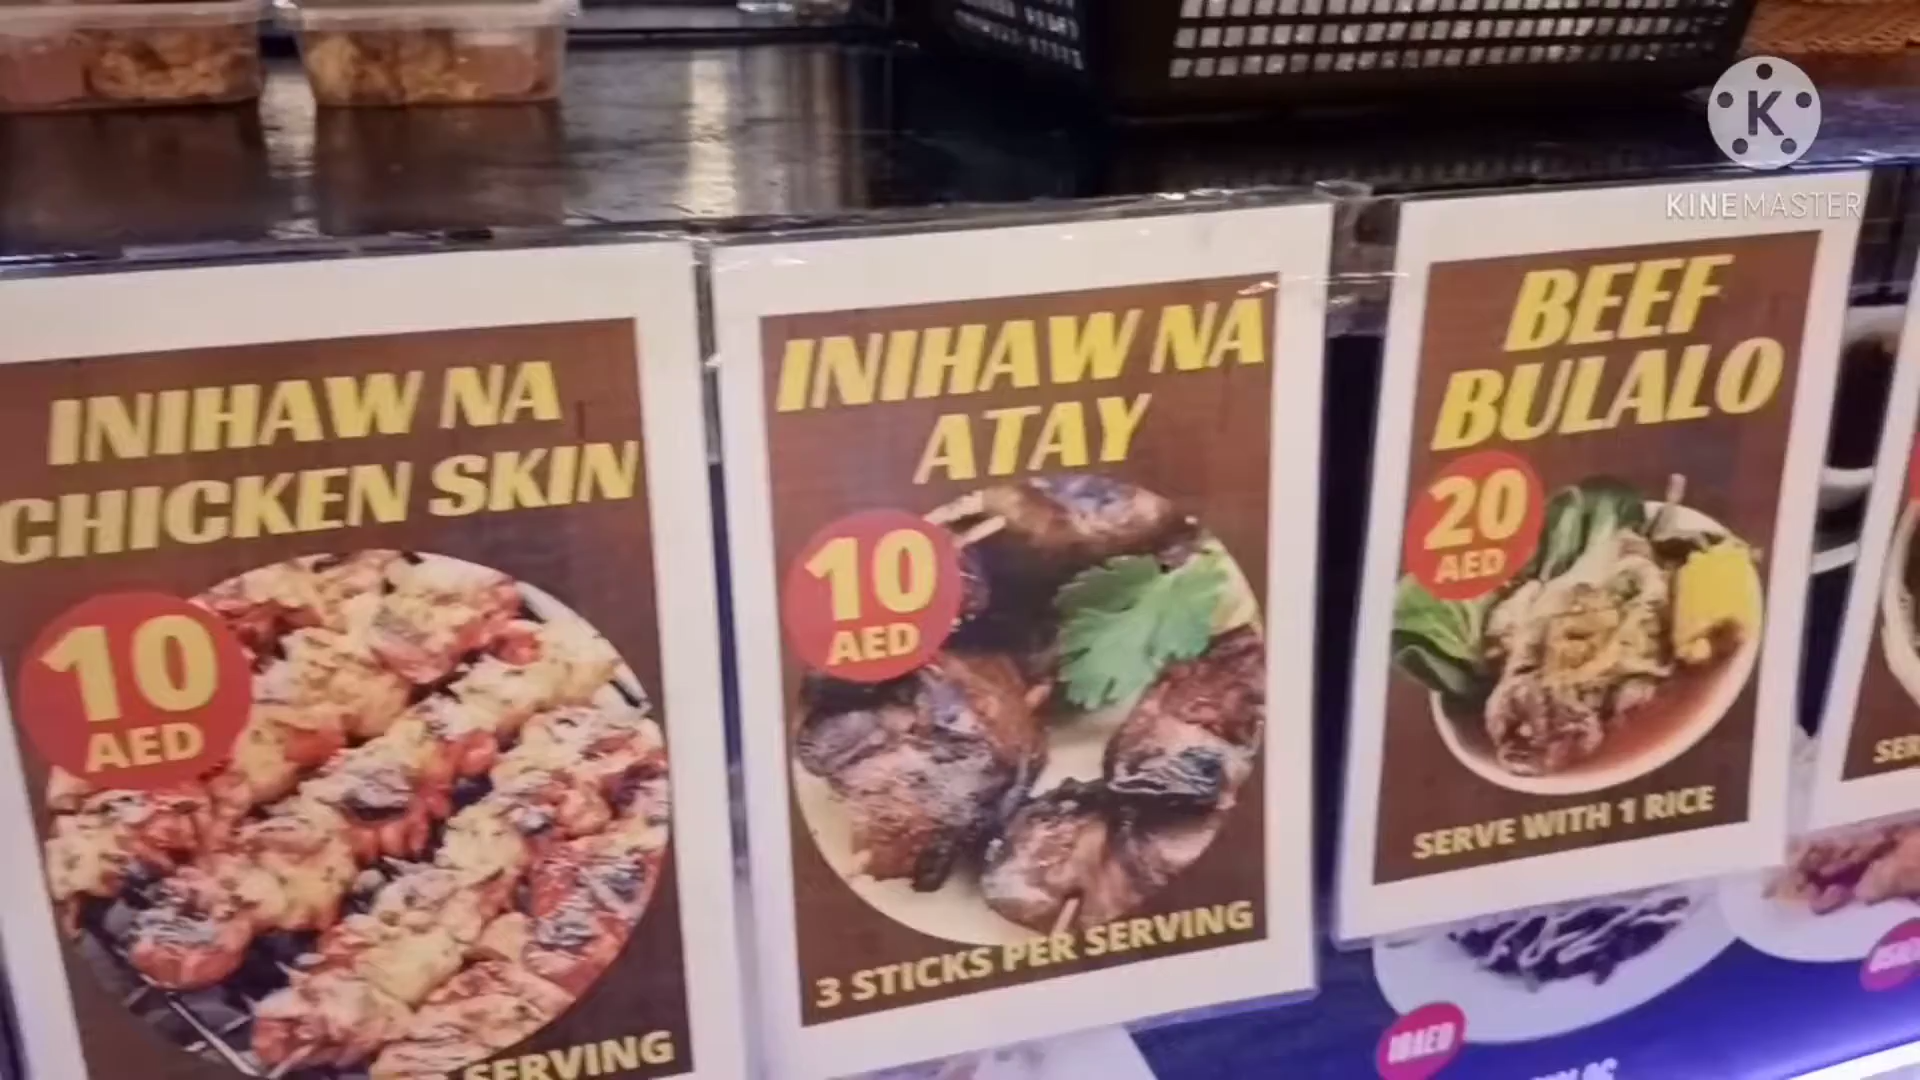 K
KINEMASTER
INIHAW NA
CHICKEN SKIN
10
AED
SERVING
INIHAW NA
ATAY
10
AED
3 STICKS PER SERVING
BEEF
BULALO
20
AED
SERVE WITH 1 RICE